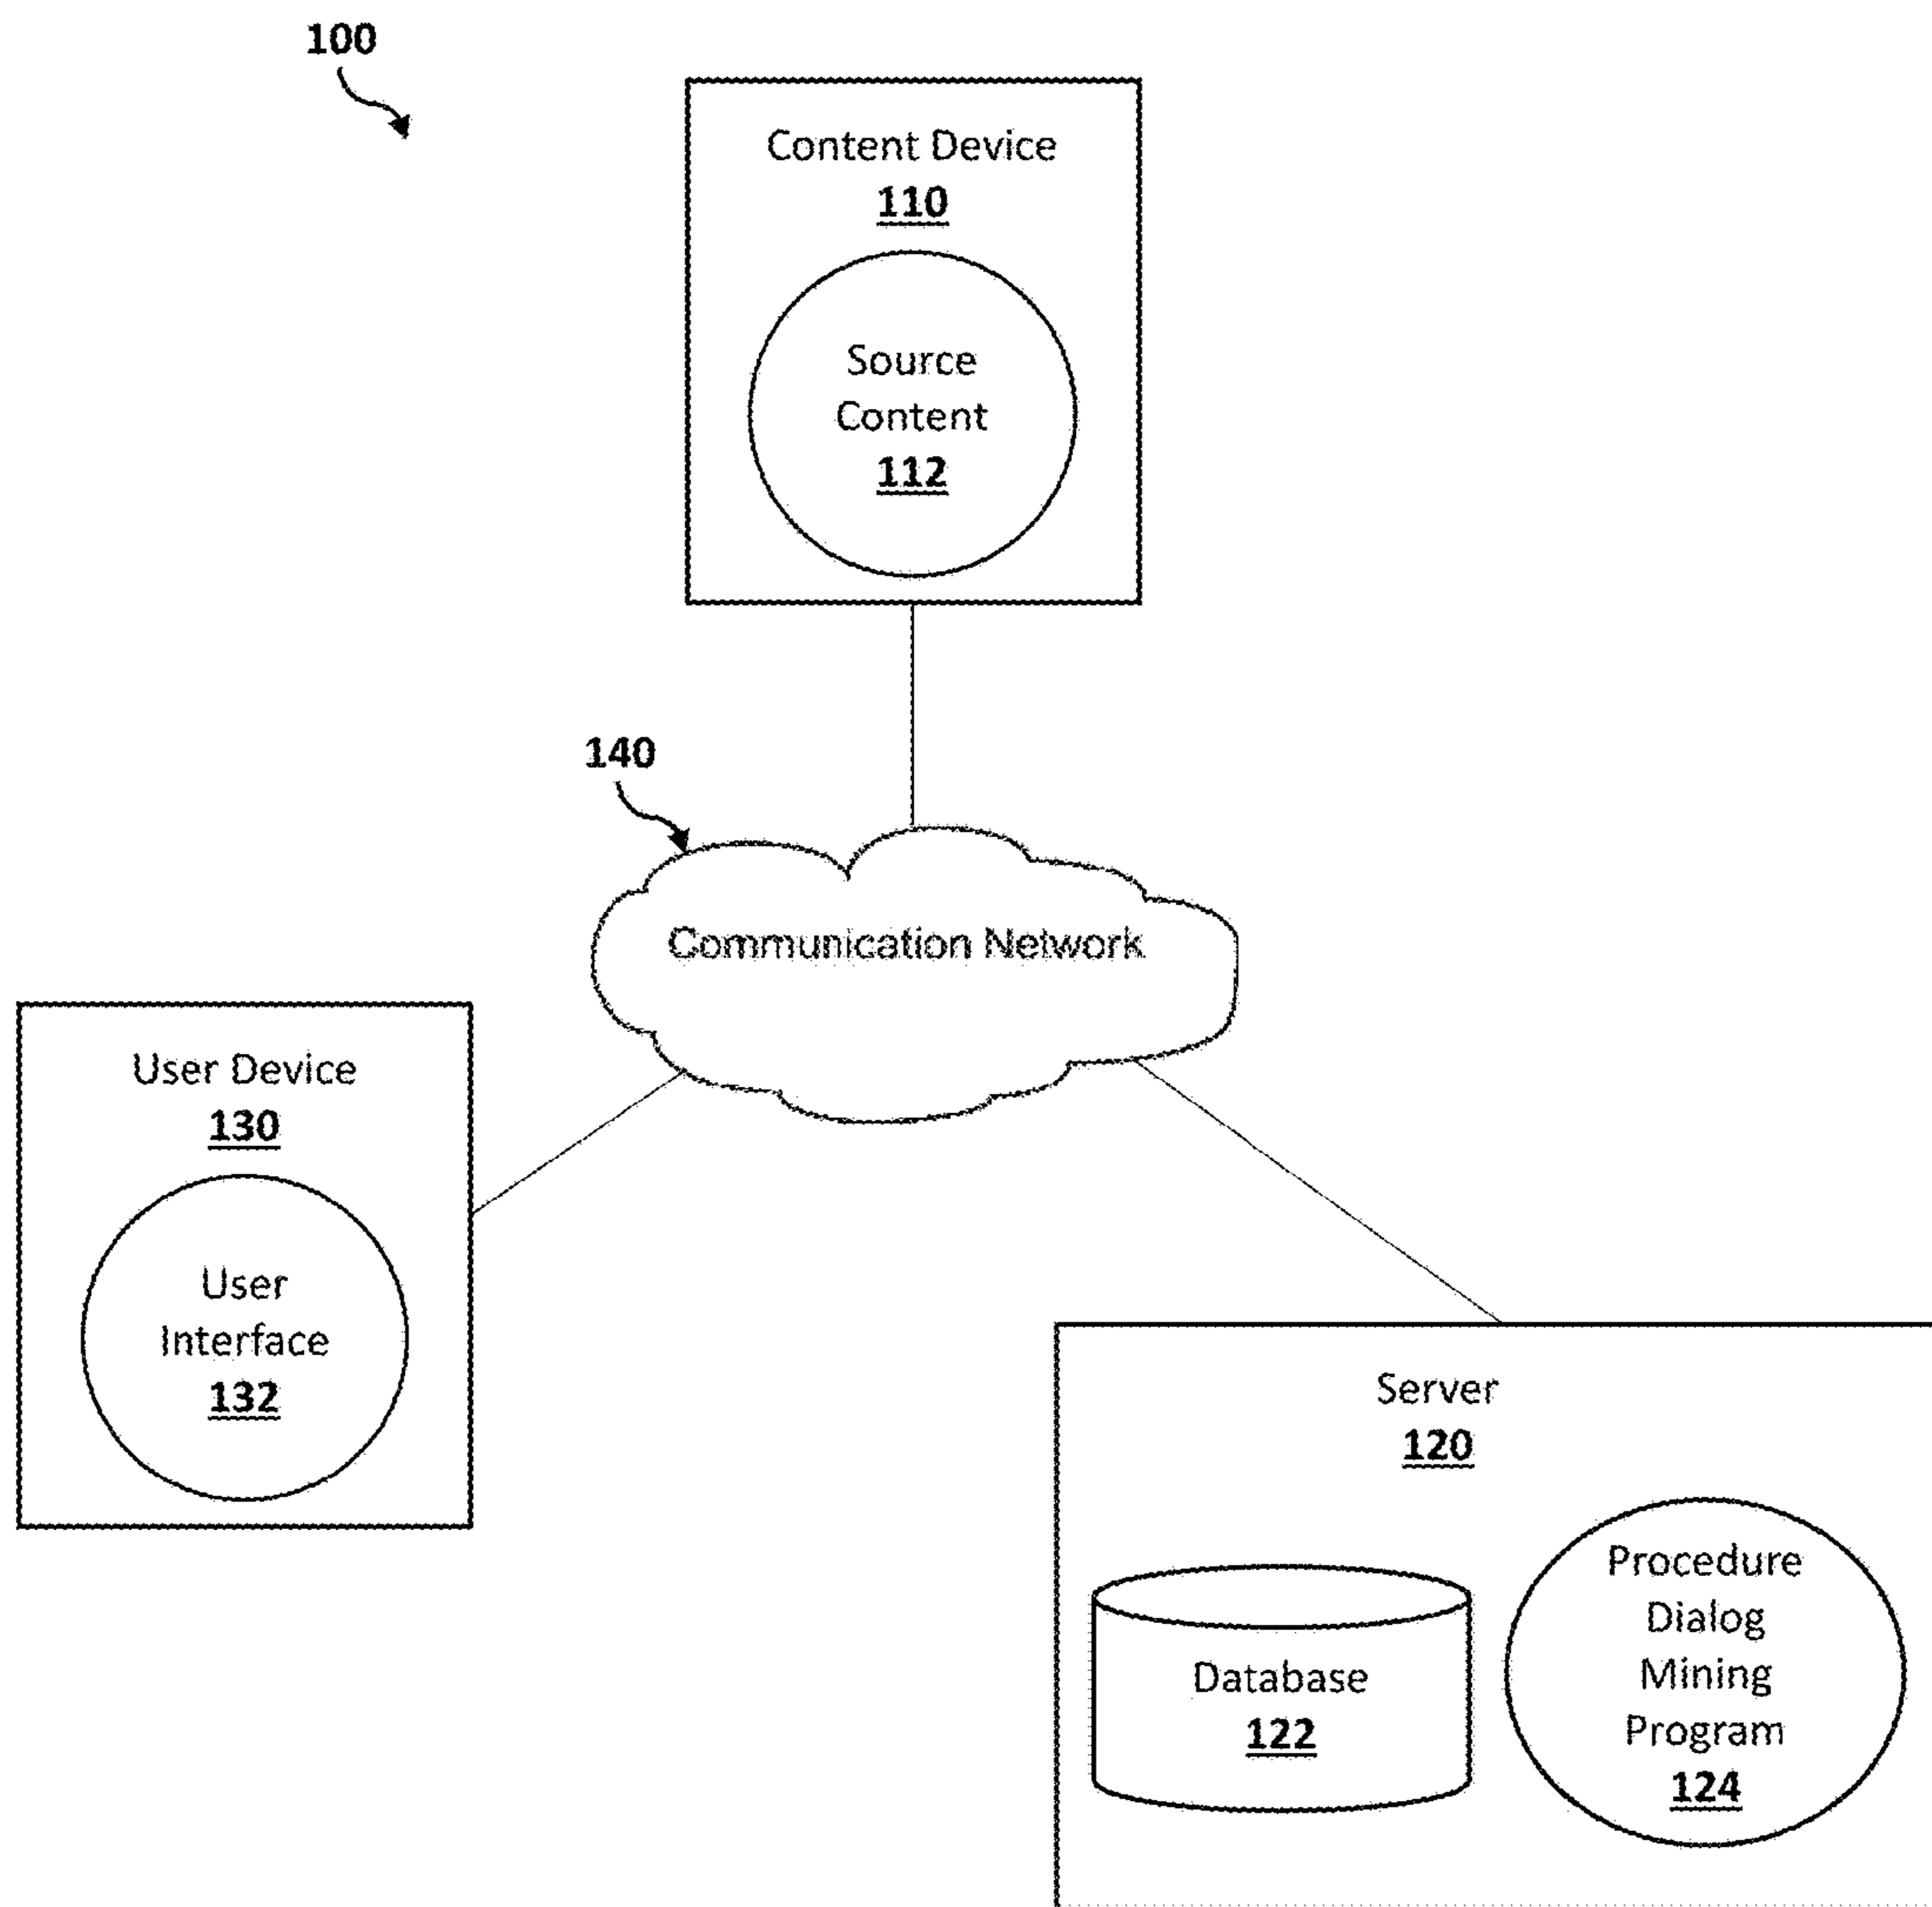 100
Content Device
110
Source
Content
112
140
Communication Network
User Device
130
User
Interface
132
Server
120
Database
122
Procedure
Dialog
Mining
Program
124